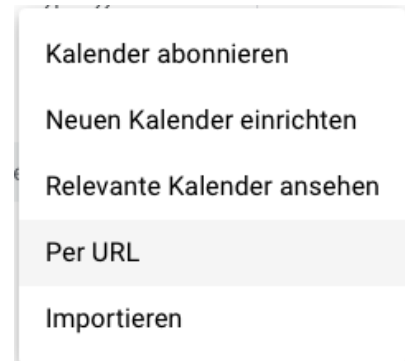 Kalender abonnieren
Neuen Kalender einrichten
Relevante Kalender ansehen
Per URL
Importieren